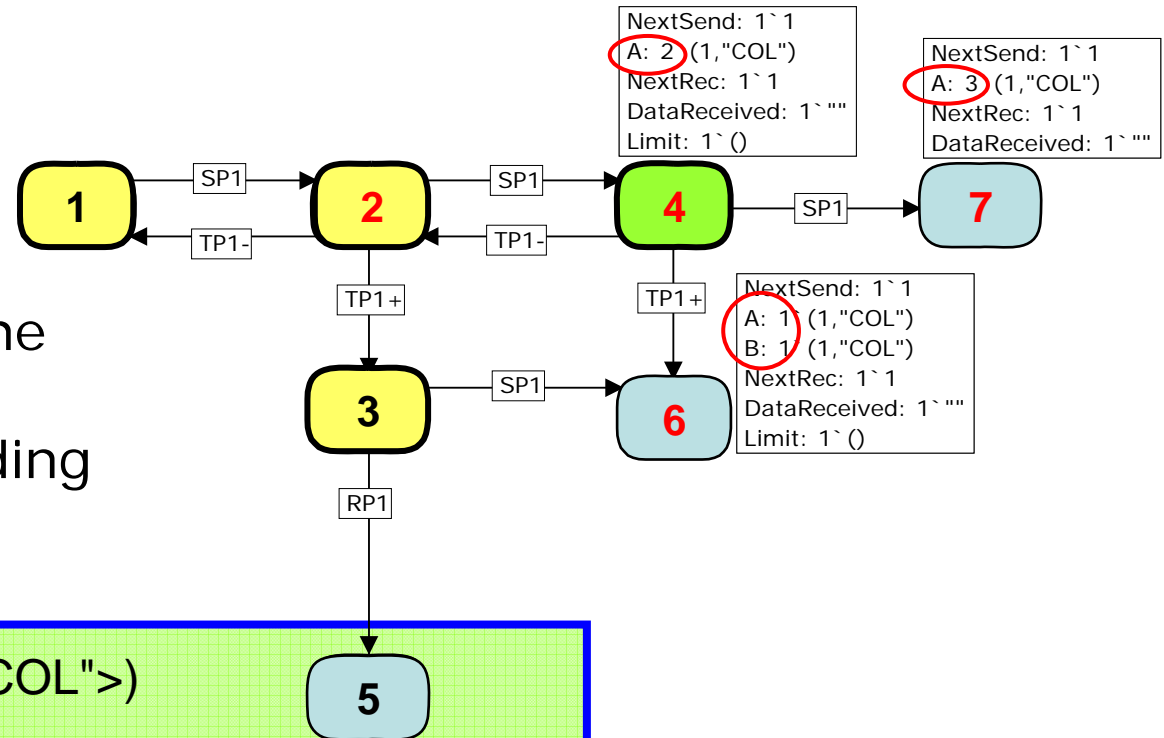 NextSend: 1`1
A: 2`(1,"COL")
NextRec: 1`1
DataReceived: 1`""
Limit: 1`()
NextSend: 1`1
A: 3`(1,"COL")
NextRec: 1`1
DataReceived: 1`""
1
SP1
2
SP1
4
SP1
7
TP1-
TP1-
TP1+
TP1+
NextSend: 1`1
A: 1`(1,"COL")
B: 1`(1,"COL")
NextRec: 1`1
DataReceived: 1`""
Limit: 1`()
3
SP1
6
RP1
COL">)
5